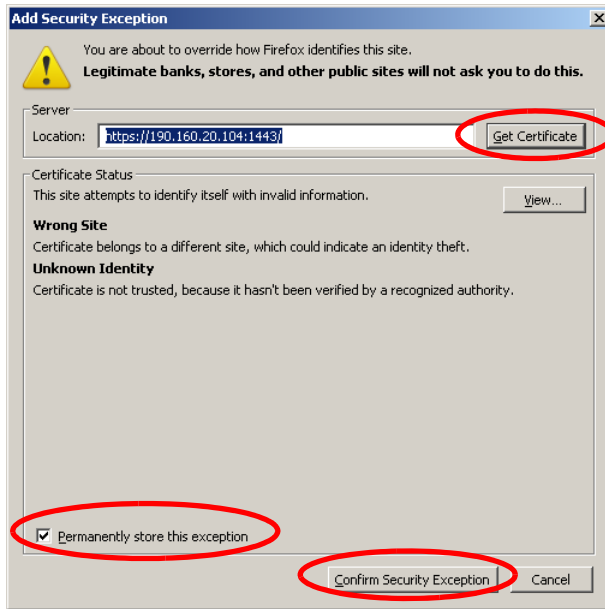 Add Security Exception
You are about to override how Firefox identifies this site.
Legitimate banks, stores, and other public sites will not ask you to do this.
Server
Location: https://190.160.20.104:1443/ Get Certificate
Certificate Status
This site attempts to identify itself with invalid information. View...
Wrong Site
Certificate belongs to a different site, which could indicate an identity theft.
Unknown Identity
Certificate is not trusted, because it hasn't been verified by a recognized authority.
Permanently store this exception
Confirm Security Exception Cancel